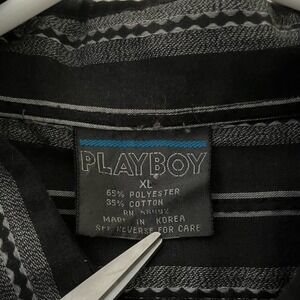 PLAYBOY
XL
65% POLYESTER
35% COTTON
RN
MADE IN KOREA
SEE REVERSE FOR CARE